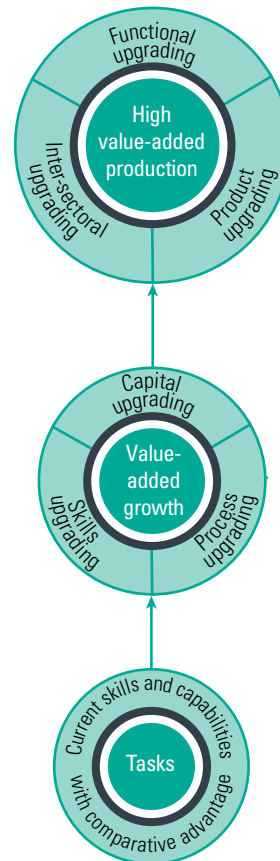 Functional
upgrading
Inter-sectoral
upgrading
High
value-added
production
Product
upgrading
Capital
upgrading
Skills
upgrading
Value-
added
growth
Process
upgrading
Current skills and capabilities
Tasks
with comparative advantage